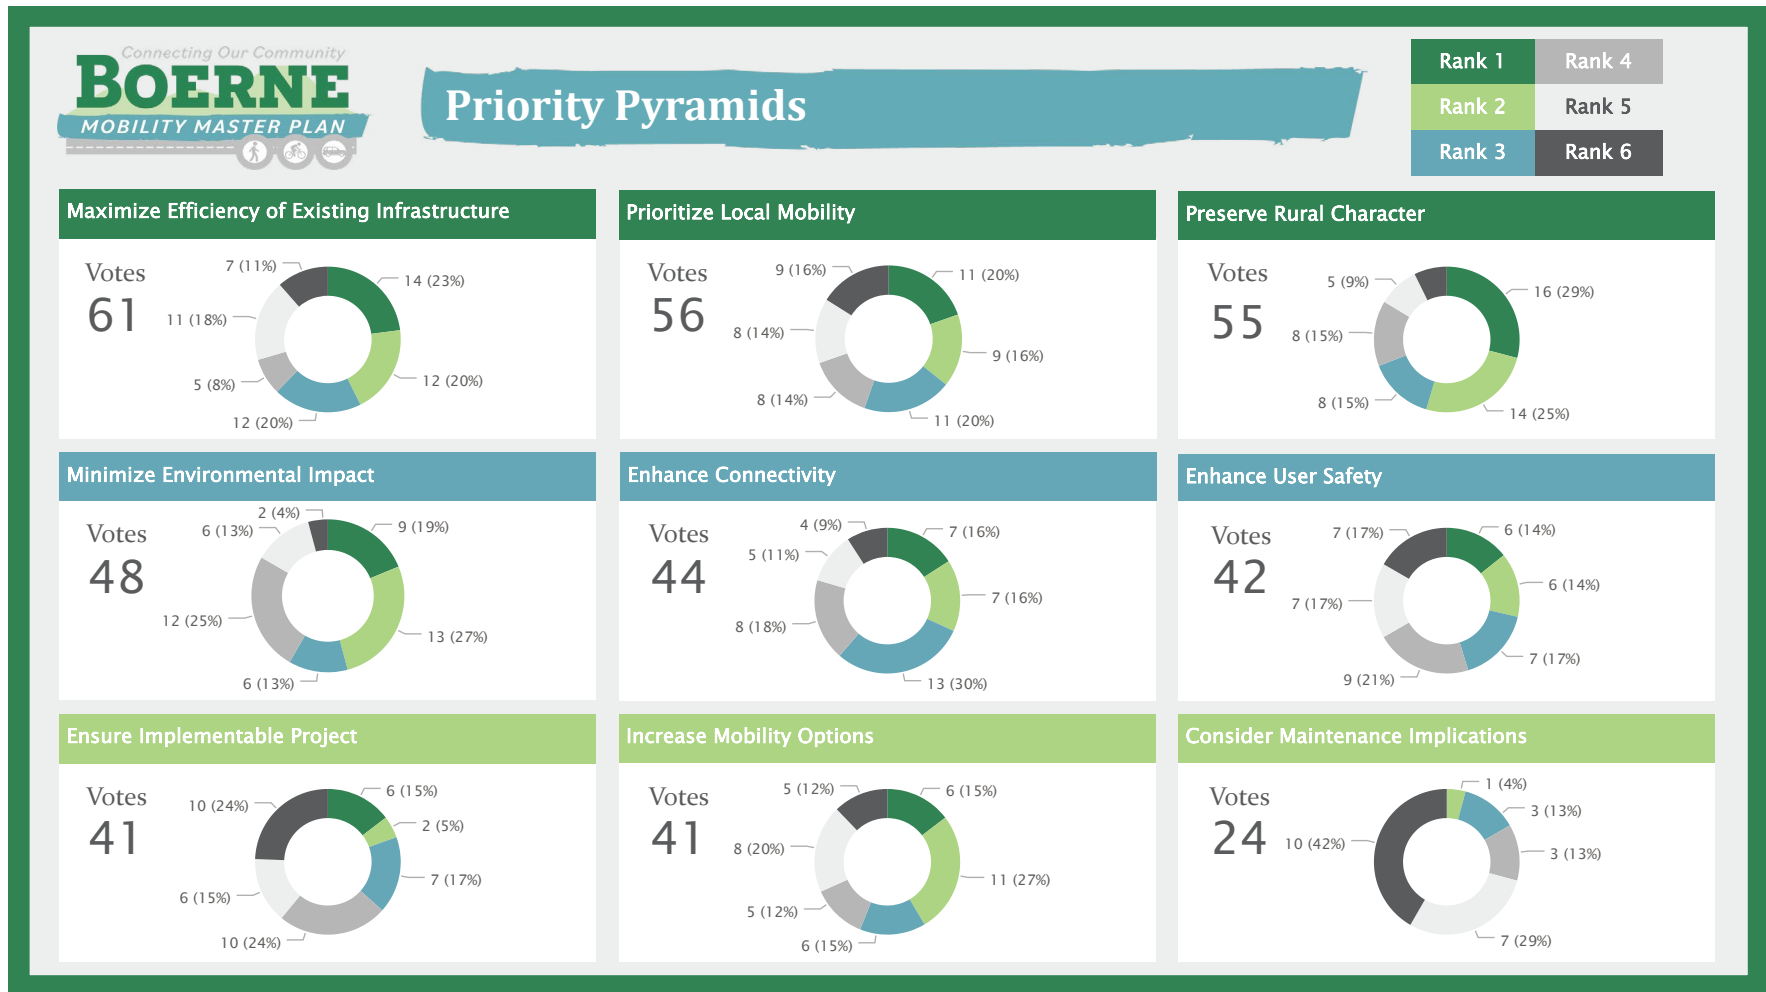 Connecting Our Community
BOERNE
MOBILITY MASTER PLAN
Priority Pyramids
Rank 1
Rank 4
Rank 2
Rank 5
Rank 3
Rank 6
Maximize Efficiency of Existing Infrastructure
Votes
61
7 (11%)
14 (23%)
11 (18%)
5 (8%)
12 (20%)
12 (20%)
Prioritize Local Mobility
Votes
56
9 (16%)
11 (20%)
8 (14%)
9 (16%)
8 (14%)
11 (20%)
Preserve Rural Character
Votes
55
5 (9%)
16 (29%)
8 (15%)
8 (15%)
14 (25%)
Minimize Environmental Impact
Votes
48
2 (4%)
6 (13%)
9 (19%)
12 (25%)
13 (27%)
6 (13%)
Enhance Connectivity
Votes
44
4 (9%)
7 (16%)
5 (11%)
7 (16%)
8 (18%)
13 (30%)
Enhance User Safety
Votes
42
7 (17%)
6 (14%)
6 (14%)
7 (17%)
7 (17%)
9 (21%)
Ensure Implementable Project
Votes
41
10 (24%)
6 (15%)
2 (5%)
7 (17%)
6 (15%)
10 (24%)
Increase Mobility Options
Votes
41
5 (12%)
6 (15%)
8 (20%)
11 (27%)
5 (12%)
6 (15%)
Consider Maintenance Implications
Votes
24
1 (4%)
3 (13%)
10 (42%)
3 (13%)
7 (29%)